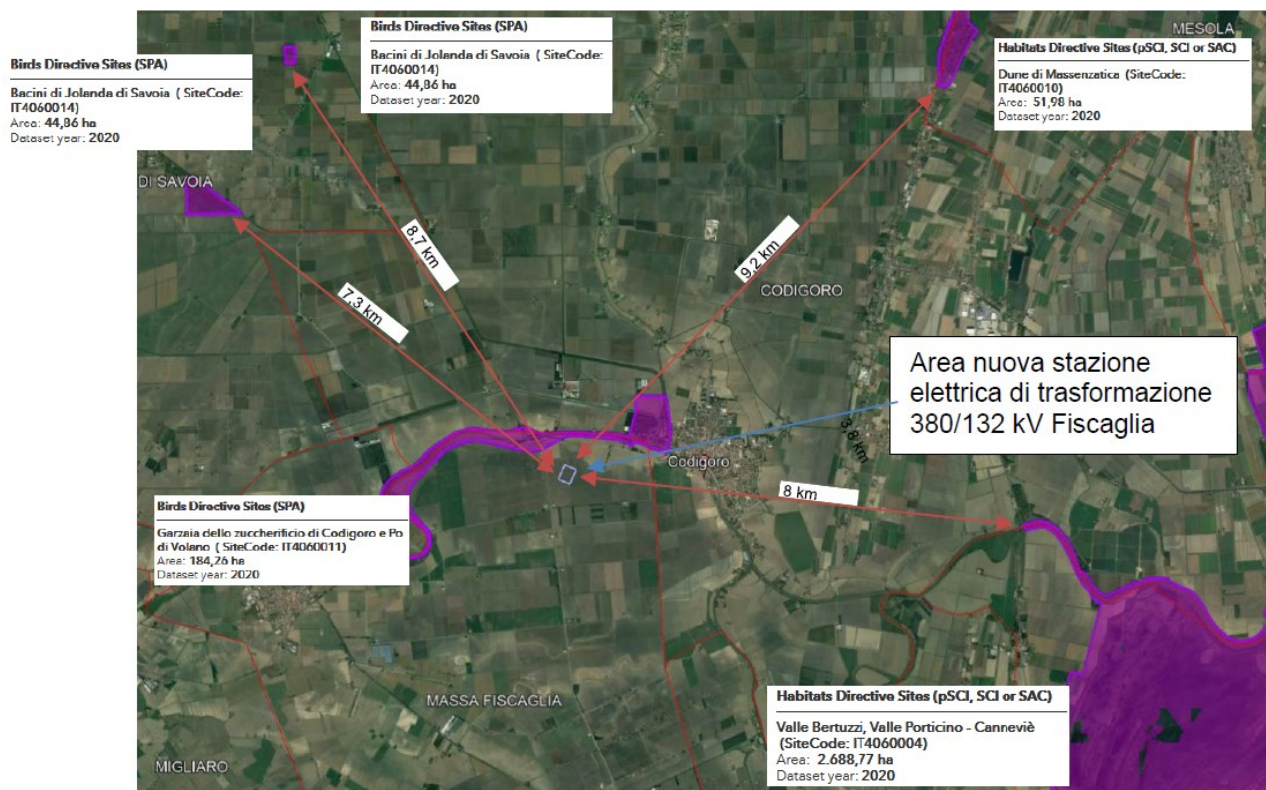 Birds Directive Sites (SPA)
Bacini di Jolanda di Savoia ( SiteCode:
IT4060014)
Area: 44,86 ha
Dataset year: 2020
Birds Directive Sites (SPA)
Bacini di Jolanda di Savoia ( SiteCode:
IT4060014)
Area: 44,86 ha
Dataset year: 2020
MESOLA
Habitats Directive Sites (pSCI, SCI or SAC)
Dune di Massenzatica (SiteCode:
IT4060010)
Area: 51,98 ha
Dataset year: 2020
DI SAVOIA
8,7 km
7,3 km
9,2 km
CODIGORO
Area nuova stazione
elettrica di trasformazione
380/132 kV Fiscaglia
3,8 km
Codigoro
8 km
Birds Directive Sites (SPA)
Garzaia dello zuccherificio di Codigoro e Po
di Volano ( SiteCode: IT4060011)
Area: 184,26 ha
Dataset year: 2020
MASSA FISCAGLIA
MIGLIARO
Habitats Directive Sites (pSCI, SCI or SAC)
Valle Bertuzzi, Valle Porticino - Canneviè
(SiteCode: IT4060004)
Area: 2.688,77 ha
Dataset year: 2020